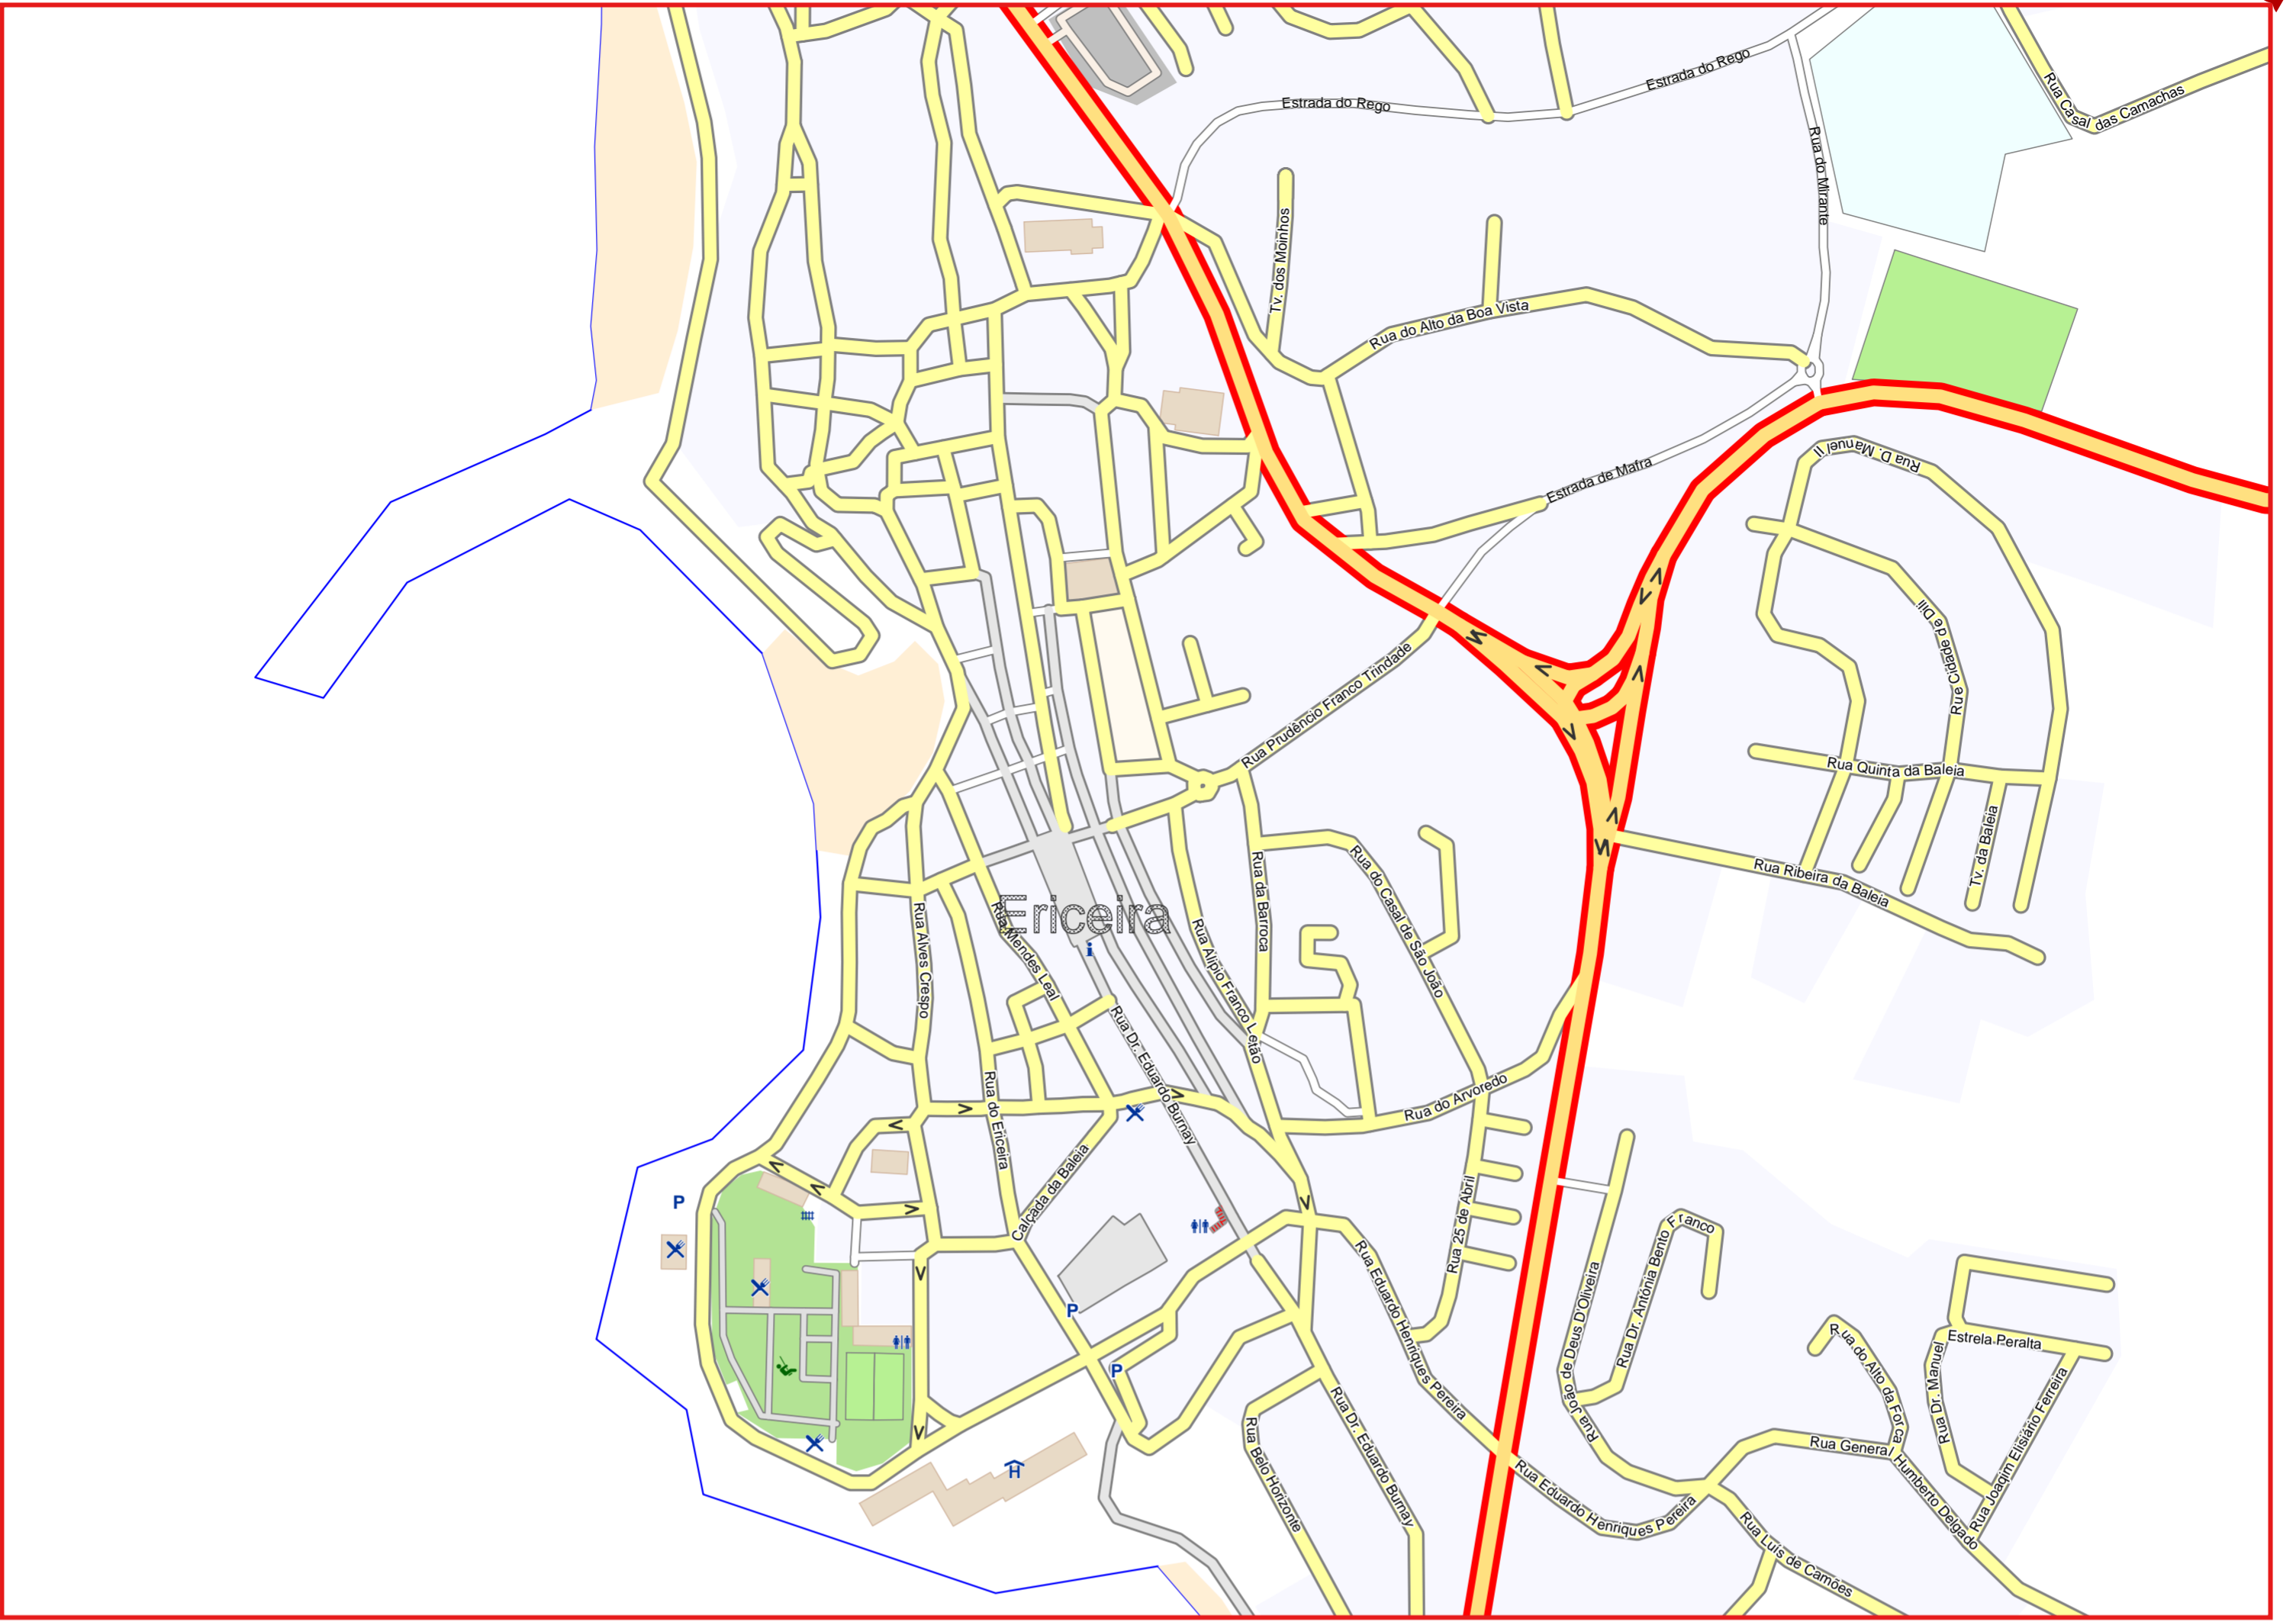 Estrada do Rego
Estrada do Rego
Rua Casal das Camachas
Rua do Mirante
Tv. dos Moinhos
Rua do Alto da Boa Vista
Estrada de Mafra
Rua D. Manuel II
Rua Cidade de Dili
Rua Prudêncio Franco Trindade
Rua Quinta da Baleia
Tv. da Baleia
Rua Ribeira da Baleia
Ericeira
i
Rua Alves Crespo
Rua Mendes Leal
Rua da Baroca
Rua do Casal de São João
Rua Alípio Franco Leitão
Rua Dr. Eduardo Burnay
Rua do Ericeira
Rua do Arvoredo
Calçada da Baleia
Rua 25 de Abril
P
P
P
H
Rua Eduardo Henriques Pereira
Rua João de Deus D'Oliveira
Rua Dr. António Bento Franco
Rua Dr. Eduardo Burnay
Rua Belo Horizonte
Rua Eduardo Henriques Pereira
Rua do Alto da Forca
Rua General Humberto Delgado
Rua Luis de Camões
Rua Dr. Manuel
Estrela Peralta
Rua Joaqim Elisiário Ferreira